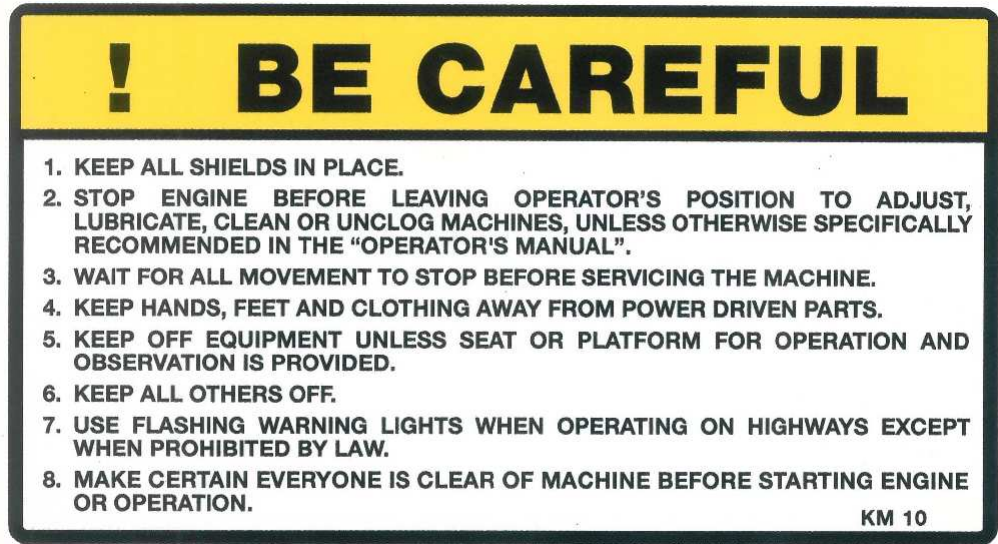 ! BE CAREFUL
1. KEEP ALL SHIELDS IN PLACE.
2. STOP ENGINE BEFORE LEAVING OPERATOR'S POSITION TO ADJUST,
LUBRICATE, CLEAN OR UNCLOG MACHINES, UNLESS OTHERWISE SPECIFICALLY
RECOMMENDED IN THE “OPERATOR'S MANUAL”.
3. WAIT FOR ALL MOVEMENT TO STOP BEFORE SERVICING THE MACHINE.
4. KEEP HANDS, FEET AND CLOTHING AWAY FROM POWER DRIVEN PARTS.
5. KEEP OFF EQUIPMENT UNLESS SEAT OR PLATFORM FOR OPERATION AND
OBSERVATION IS PROVIDED.
6. KEEP ALL OTHERS OFF.
7. USE FLASHING WARNING LIGHTS WHEN OPERATING ON HIGHWAYS EXCEPT
WHEN PROHIBITED BY LAW.
8. MAKE CERTAIN EVERYONE IS CLEAR OF MACHINE BEFORE STARTING ENGINE
OR OPERATION.
KM 10